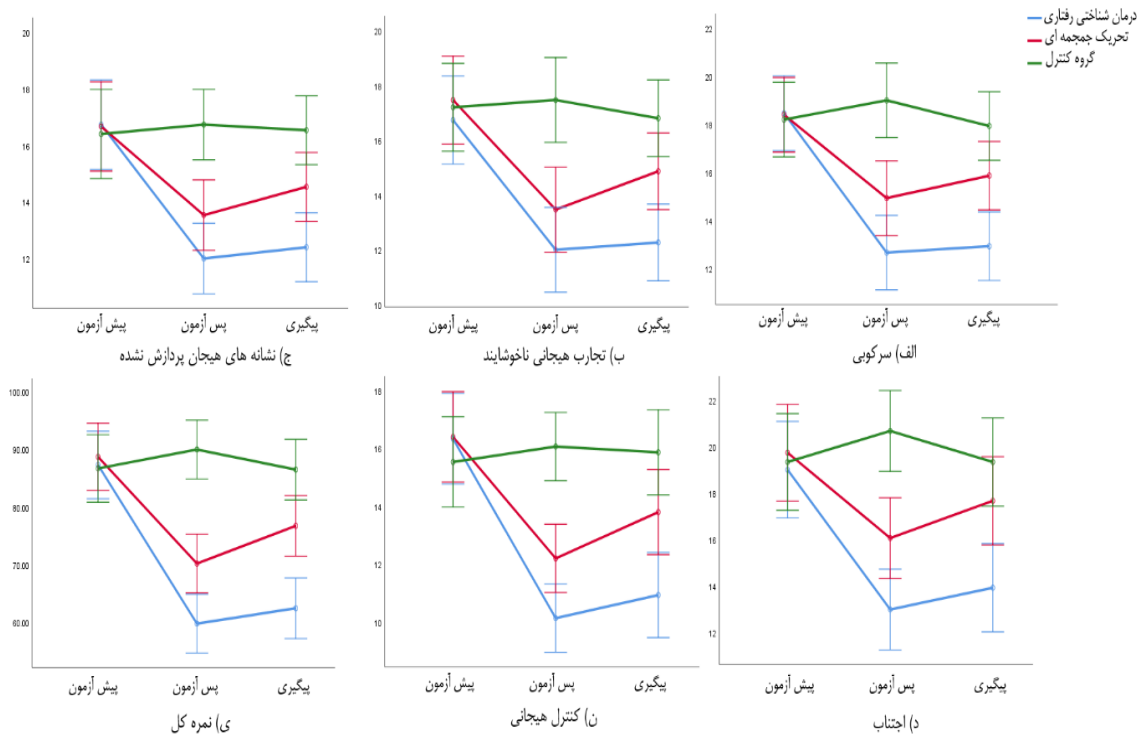 درمان شناختی رفتاری
تحریک جمجمه ای
گروه کنترل
22
20
18
16
14
12
پیش آزمون
پس آزمون
پیگیری
الف) سرکوبی
20
18
16
14
12
10
پیش آزمون
پس آزمون
پیگیری
ب) تجارب هیجانی ناخوشایند
20
18
16
14
12
پیش آزمون
پس آزمون
پیگیری
ج) نشانه های هیجان پردازش نشده
22
20
18
16
14
12
پیش آزمون
پس آزمون
پیگیری
د) اجتناب
18
16
14
12
10
پیش آزمون
پس آزمون
پیگیری
ن) کنترل هیجانی
100.00
90.00
80.00
70.00
60.00
پیش آزمون
پس آزمون
پیگیری
ی) نمره کل